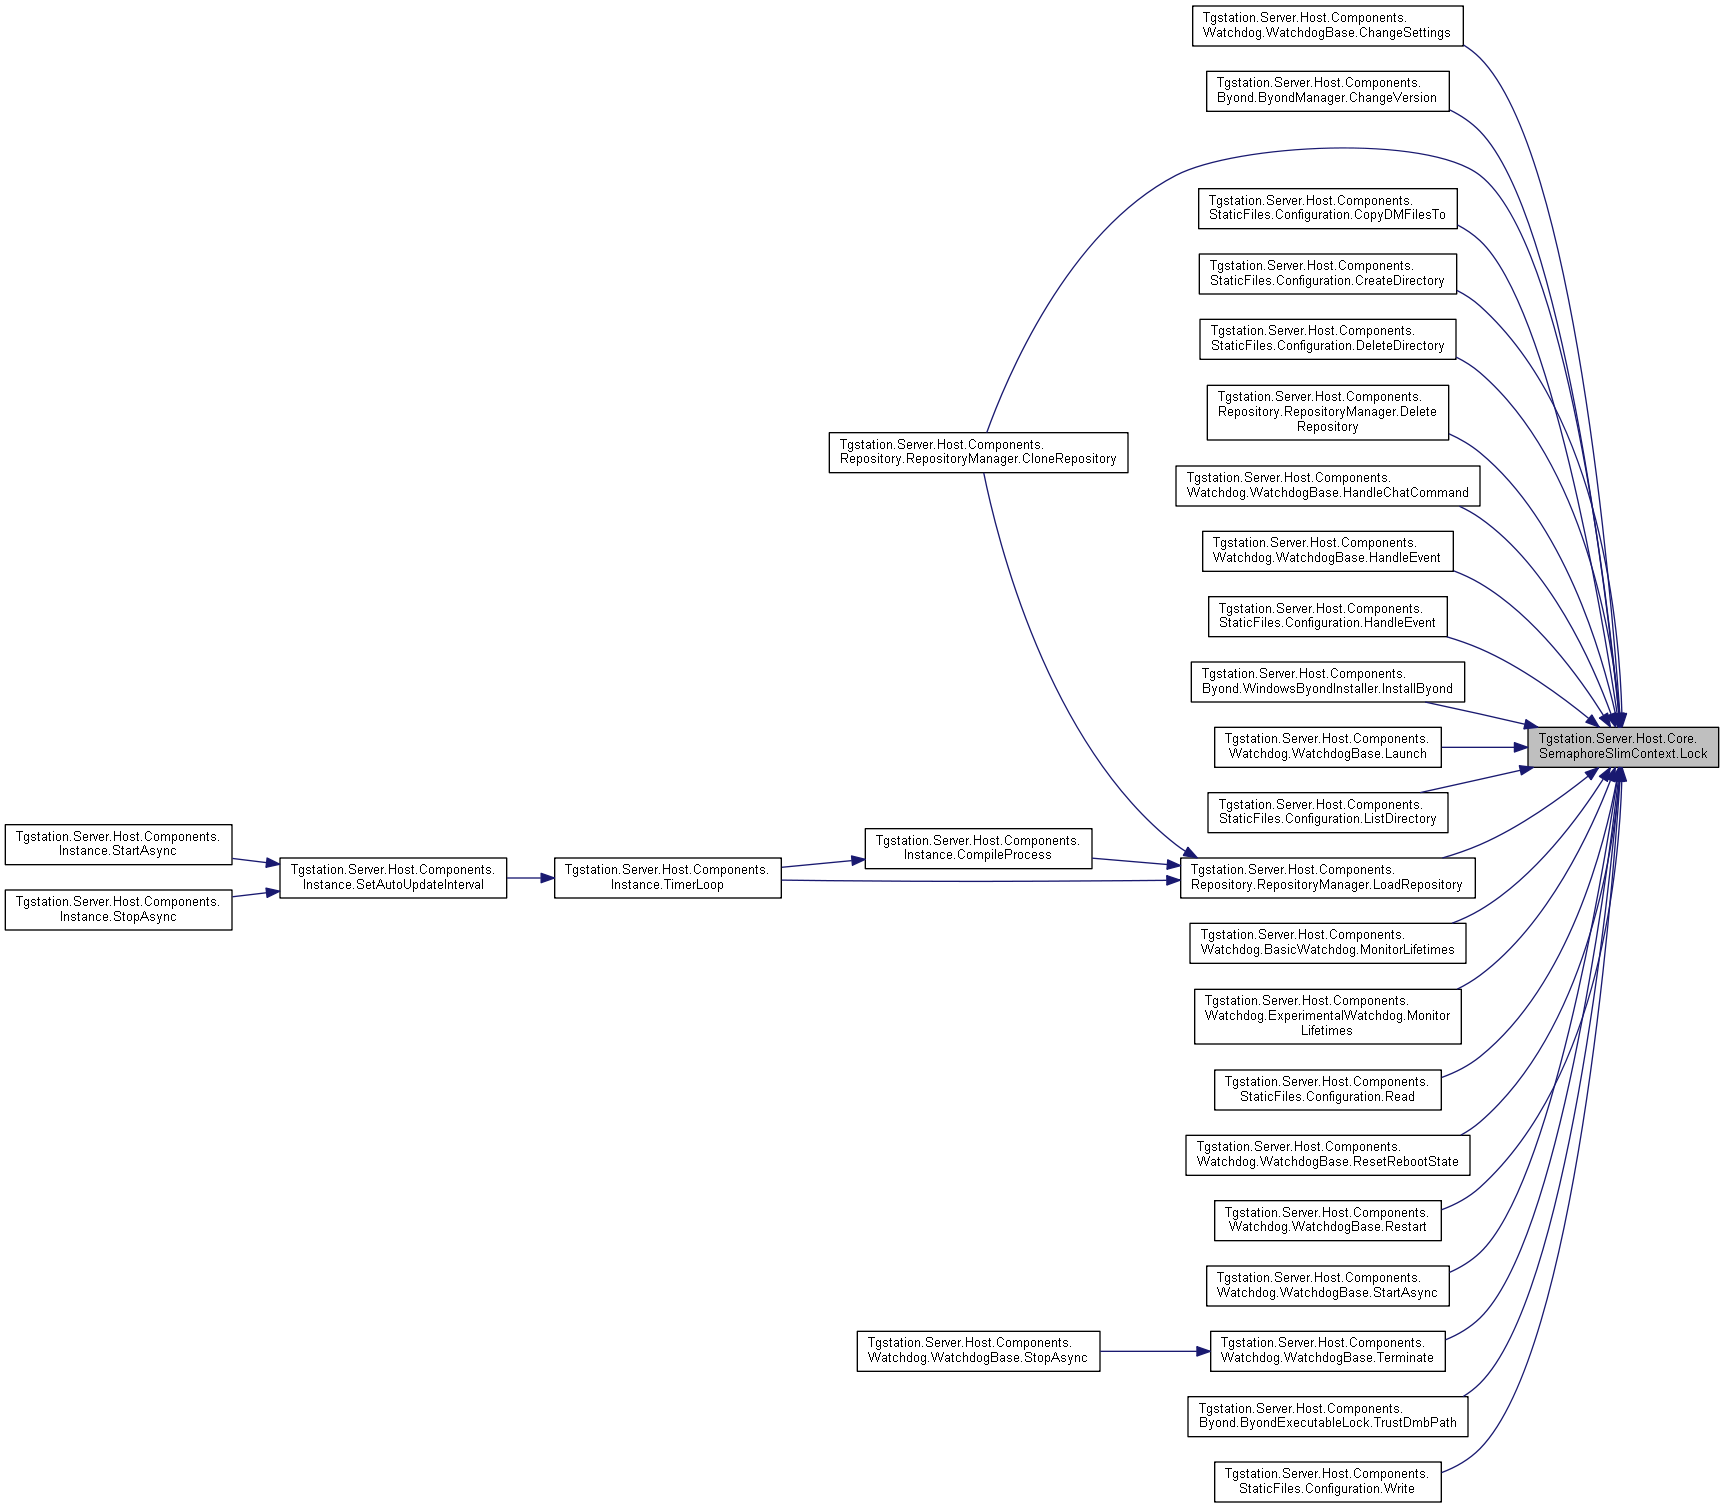 Tgstation.Server.Host.Components.
Watchdog.WatchdogBase.ChangeSettings
Tgstation.Server.Host.Components.
Byond.ByondManager.ChangeVersion
Tgstation.Server.Host.Components.
StaticFiles.Configuration.CopyDMFilesTo
Tgstation.Server.Host.Components.
StaticFiles.Configuration.CreateDirectory
Tgstation.Server.Host.Components.
StaticFiles.Configuration.DeleteDirectory
Tgstation.Server.Host.Components.
Repository.RepositoryManager.Delete
Repository
Tgstation.Server.Host.Components.
Repository.RepositoryManager.CloneRepository
Tgstation.Server.Host.Components.
Watchdog.WatchdogBase.HandleChatCommand
Tgstation.Server.Host.Components.
Watchdog.WatchdogBase.HandleEvent
Tgstation.Server.Host.Components.
StaticFiles.Configuration.HandleEvent
Tgstation.Server.Host.Components.
Byond.WindowsByondInstaller.InstallByond
Tgstation.Server.Host.Components.
Watchdog.WatchdogBase.Launch
Tgstation.Server.Host.Core.
SemaphoreSlimContext.Lock
Tgstation.Server.Host.Components.
StaticFiles.Configuration.ListDirectory
Tgstation.Server.Host.Components.
Instance.StartAsync
Tgstation.Server.Host.Components.
Instance.StopAsync
Tgstation.Server.Host.Components.
Instance.SetAutoUpdateInterval
Tgstation.Server.Host.Components.
Instance.TimerLoop
Tgstation.Server.Host.Components.
Instance.CompileProcess
Tgstation.Server.Host.Components.
Repository.RepositoryManager.LoadRepository
Tgstation.Server.Host.Components.
Watchdog.BasicWatchdog.MonitorLifetimes
Tgstation.Server.Host.Components.
Watchdog.ExperimentalWatchdog.Monitor
Lifetimes
Tgstation.Server.Host.Components.
StaticFiles.Configuration.Read
Tgstation.Server.Host.Components.
Watchdog.WatchdogBase.ResetRebootState
Tgstation.Server.Host.Components.
Watchdog.WatchdogBase.Restart
Tgstation.Server.Host.Components.
Watchdog.WatchdogBase.StartAsync
Tgstation.Server.Host.Components.
Watchdog.WatchdogBase.StopAsync
Tgstation.Server.Host.Components.
Watchdog.WatchdogBase.Terminate
Tgstation.Server.Host.Components.
Byond.ByondExecutableLock.TrustDmbPath
Tgstation.Server.Host.Components.
StaticFiles.Configuration.Write